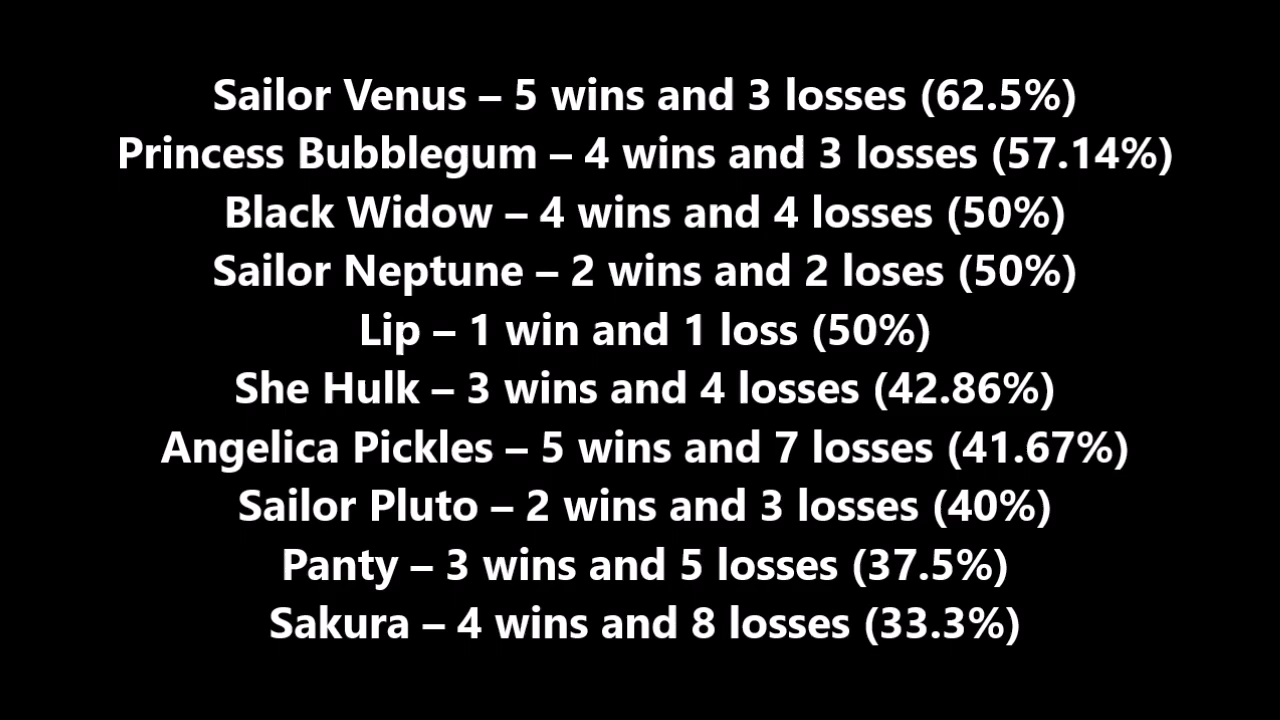 Sailor Venus – 5 wins and 3 losses (62.5%)
Princess Bubblegum – 4 wins and 3 losses (57.14%)
Black Widow – 4 wins and 4 losses (50%)
Sailor Neptune – 2 wins and 2 loses (50%)
Lip – 1 win and 1 loss (50%)
She Hulk – 3 wins and 4 losses (42.86%)
Angelica Pickles – 5 wins and 7 losses (41.67%)
Sailor Pluto – 2 wins and 3 losses (40%)
Panty – 3 wins and 5 losses (37.5%)
Sakura – 4 wins and 8 losses (33.3%)